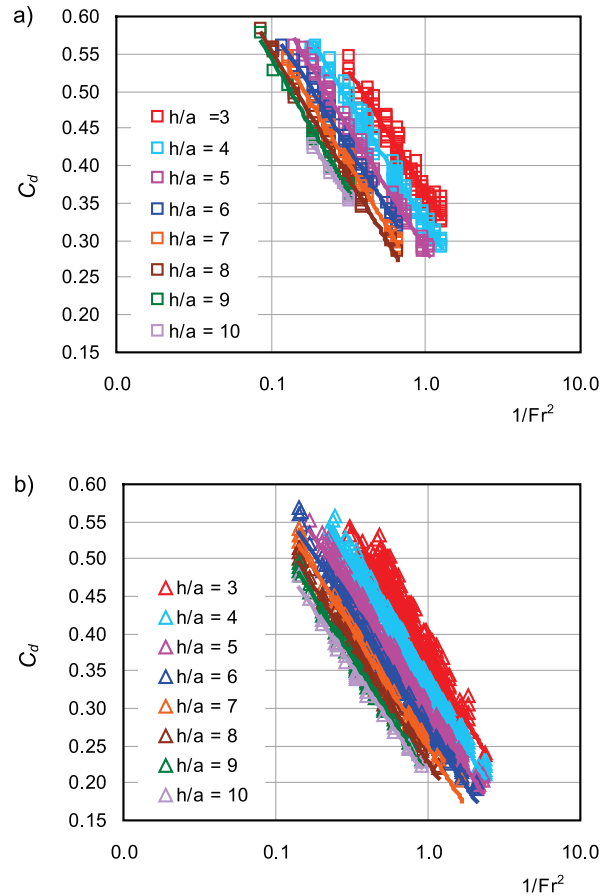 a)
0.60
0.55
0.50
0.45
0.40
0.35
0.30
0.25
0.20
0.15
C_d
h/a =3
h/a = 4
h/a = 5
h/a = 6
h/a = 7
h/a = 8
h/a = 9
h/a = 10
0.0 0.1 1.0 10.0
1/Fr²
b)
0.60
0.55
0.50
0.45
0.40
0.35
0.30
0.25
0.20
0.15
C_d
h/a = 3
h/a = 4
h/a = 5
h/a = 6
h/a = 7
h/a = 8
h/a = 9
h/a = 10
0.0 0.1 1.0 10.0
1/Fr²